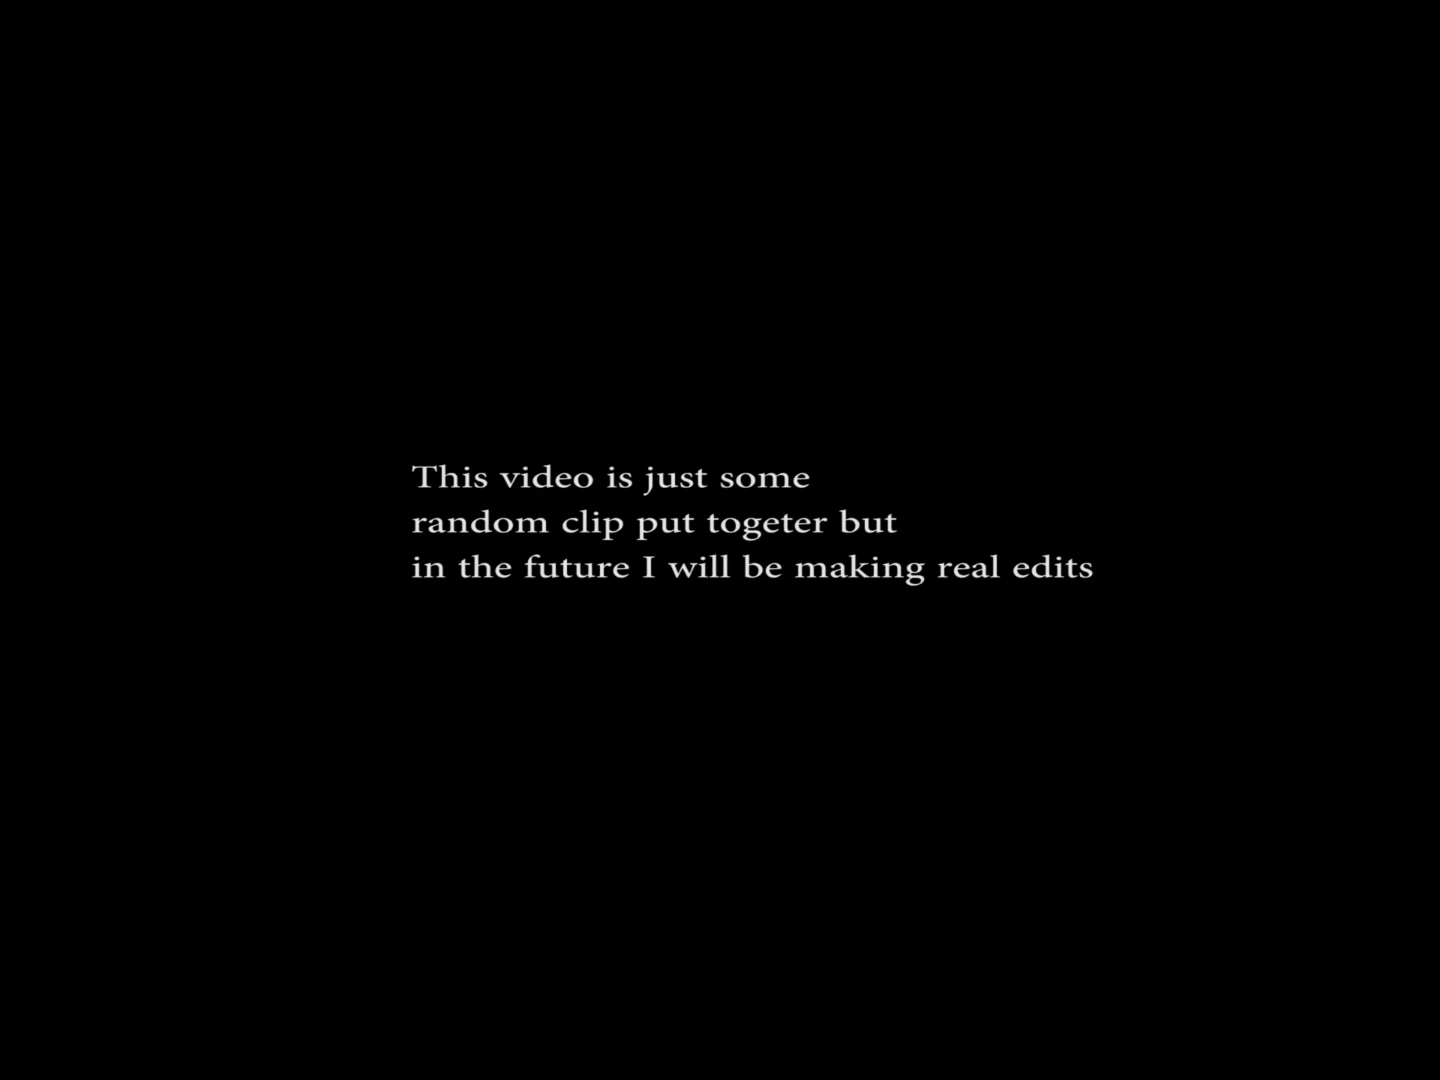 This video is just some
random clip put togeter but
in the future I will be making real edits